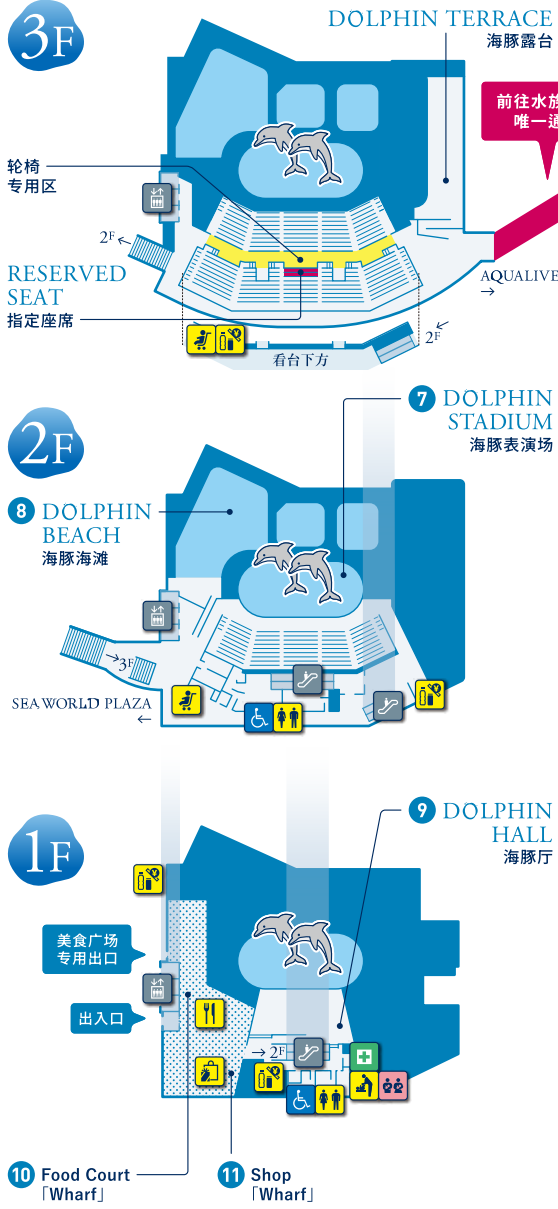 3F
DOLPHIN TERRACE
海豚露台
前往水族
唯一通
轮椅
专用区
2F
RESERVED
SEAT
指定座席
AQUALIVE
2F
看台下方
7 DOLPHIN
STADIUM
海豚表演场
2F
8 DOLPHIN
BEACH
海豚海滩
3F
SEA WORLD PLAZA
9 DOLPHIN
HALL
海豚厅
1F
美食广场
专用出口
出入口
2F
10 Food Court
「Wharf」
11 Shop
「Wharf」